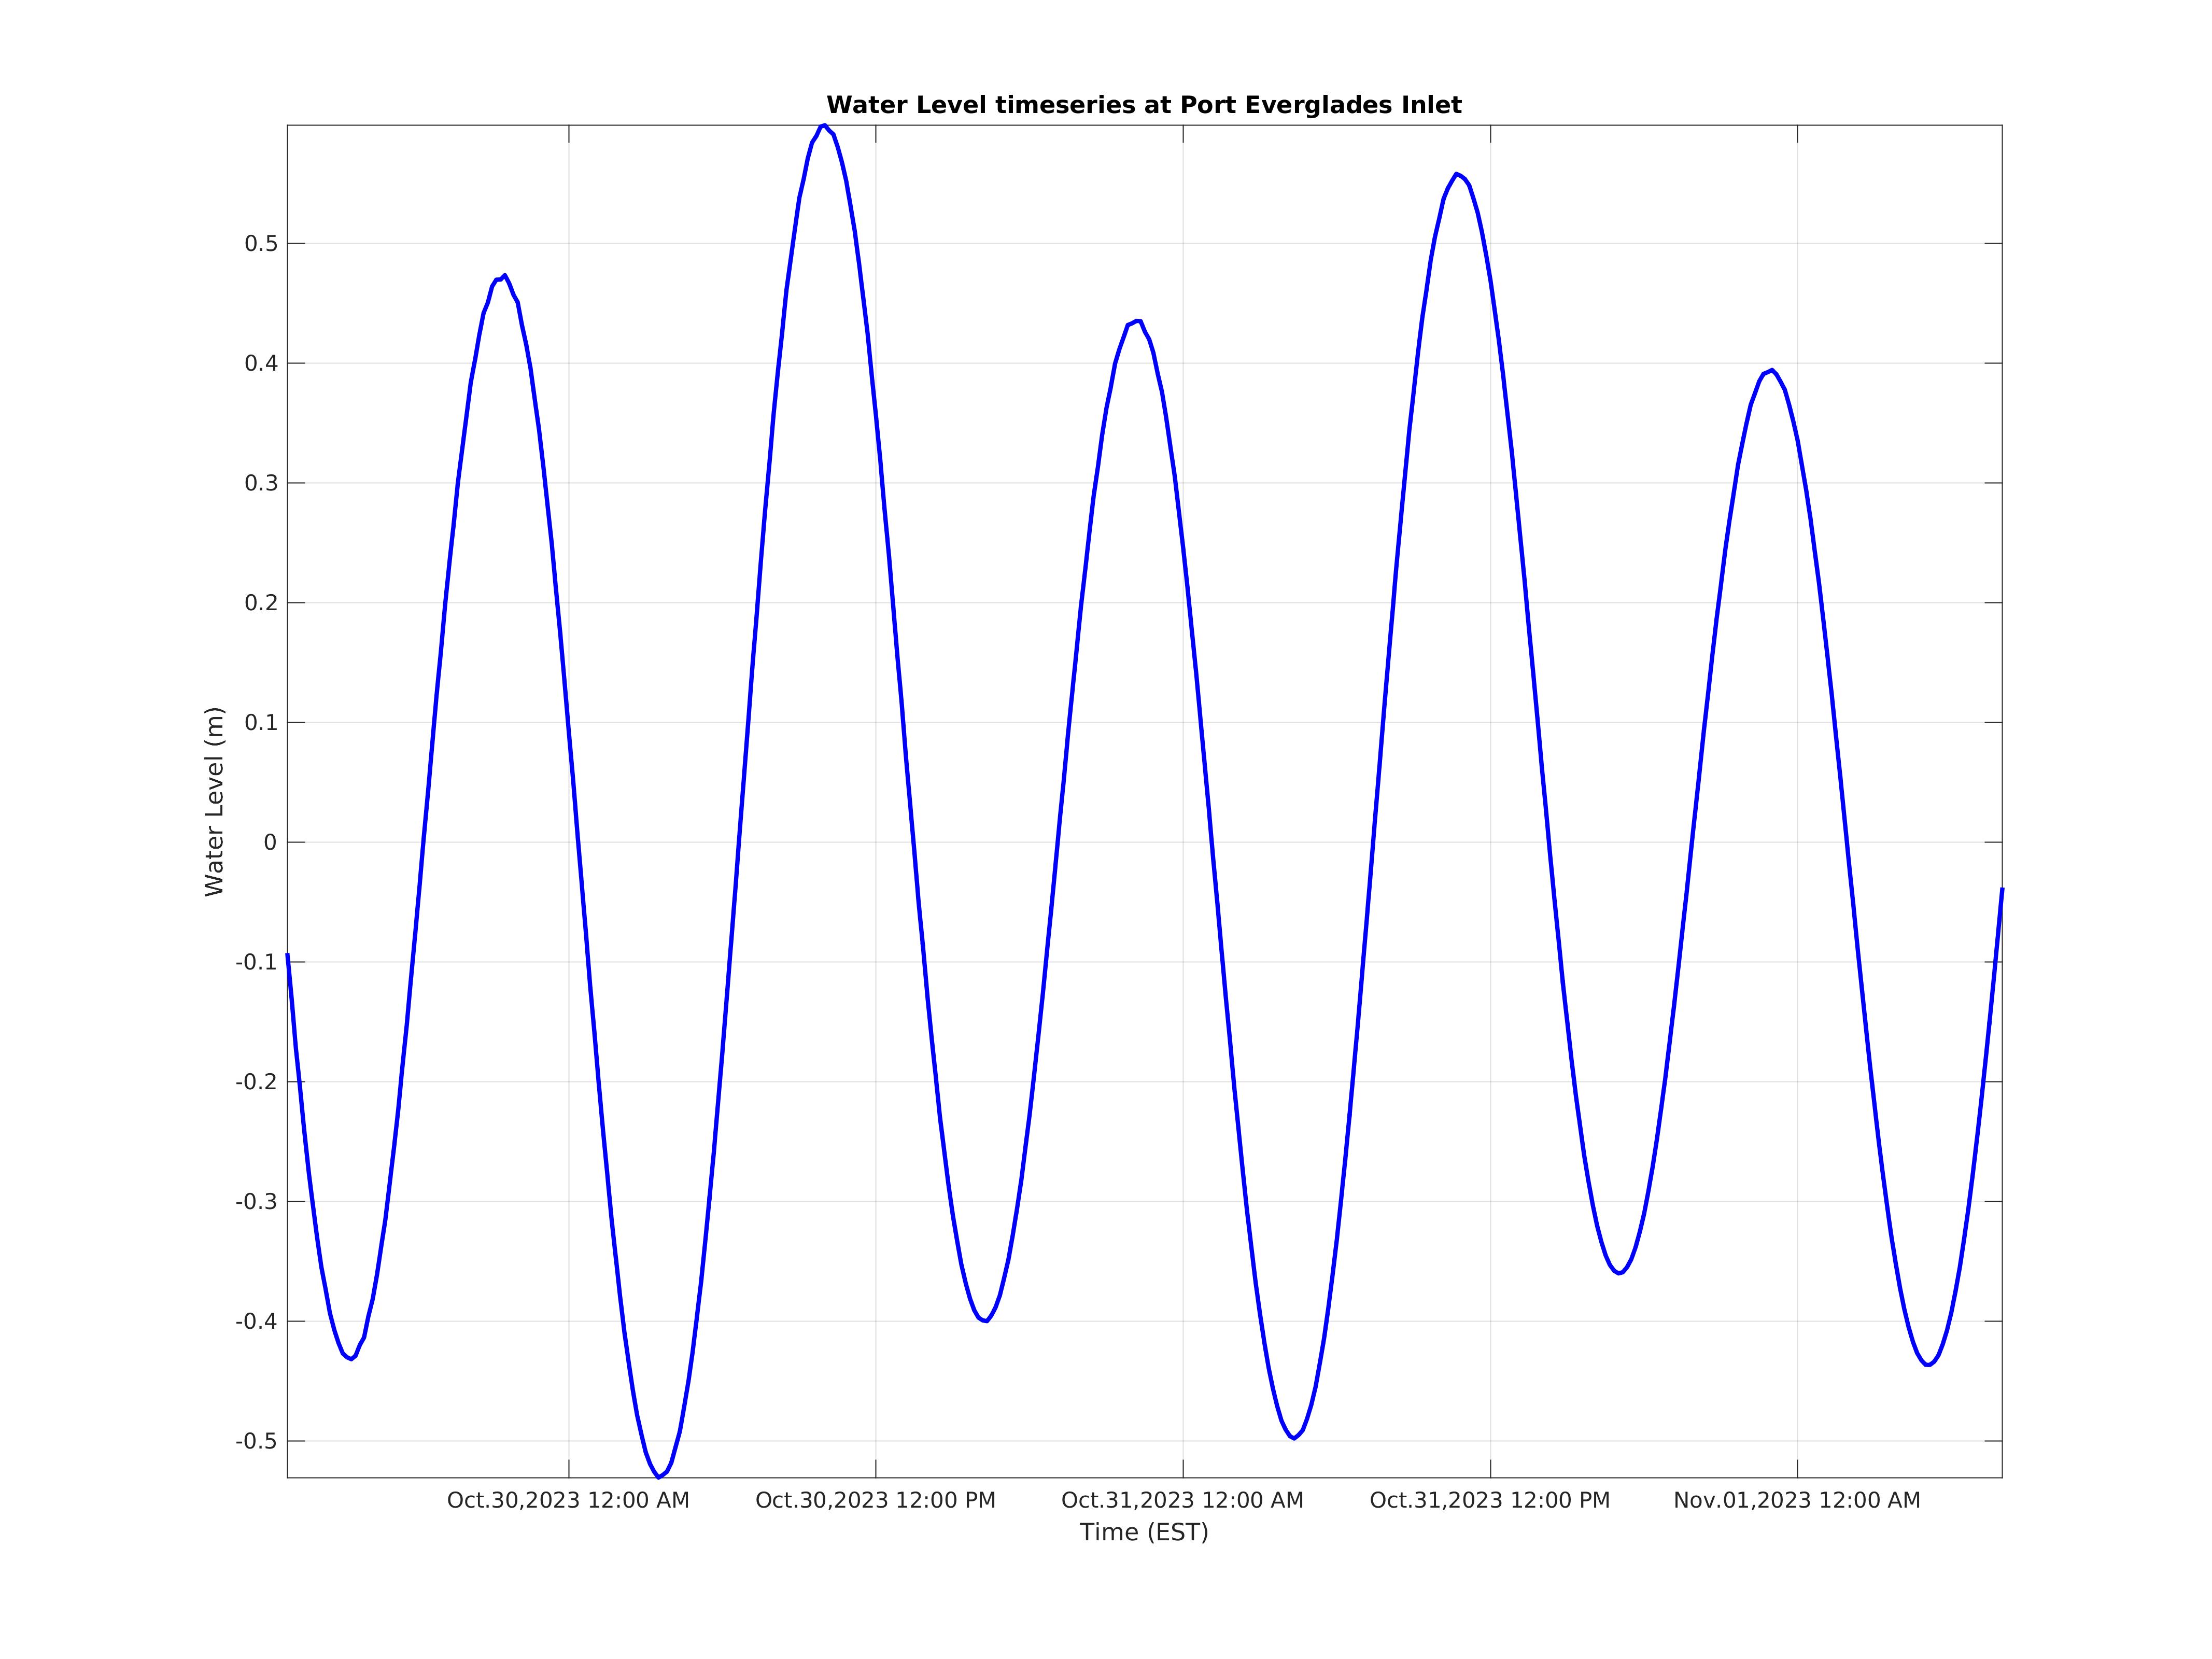 Water Level timeseries at Port Everglades Inlet
0.5
0.4
0.3
0.2
0.1
0
-0.1
-0.2
-0.3
-0.4
-0.5
Water Level (m)
Oct.30,2023 12:00 AM
Oct.30,2023 12:00 PM
Oct.31,2023 12:00 AM
Oct.31,2023 12:00 PM
Nov.01,2023 12:00 AM
Time (EST)